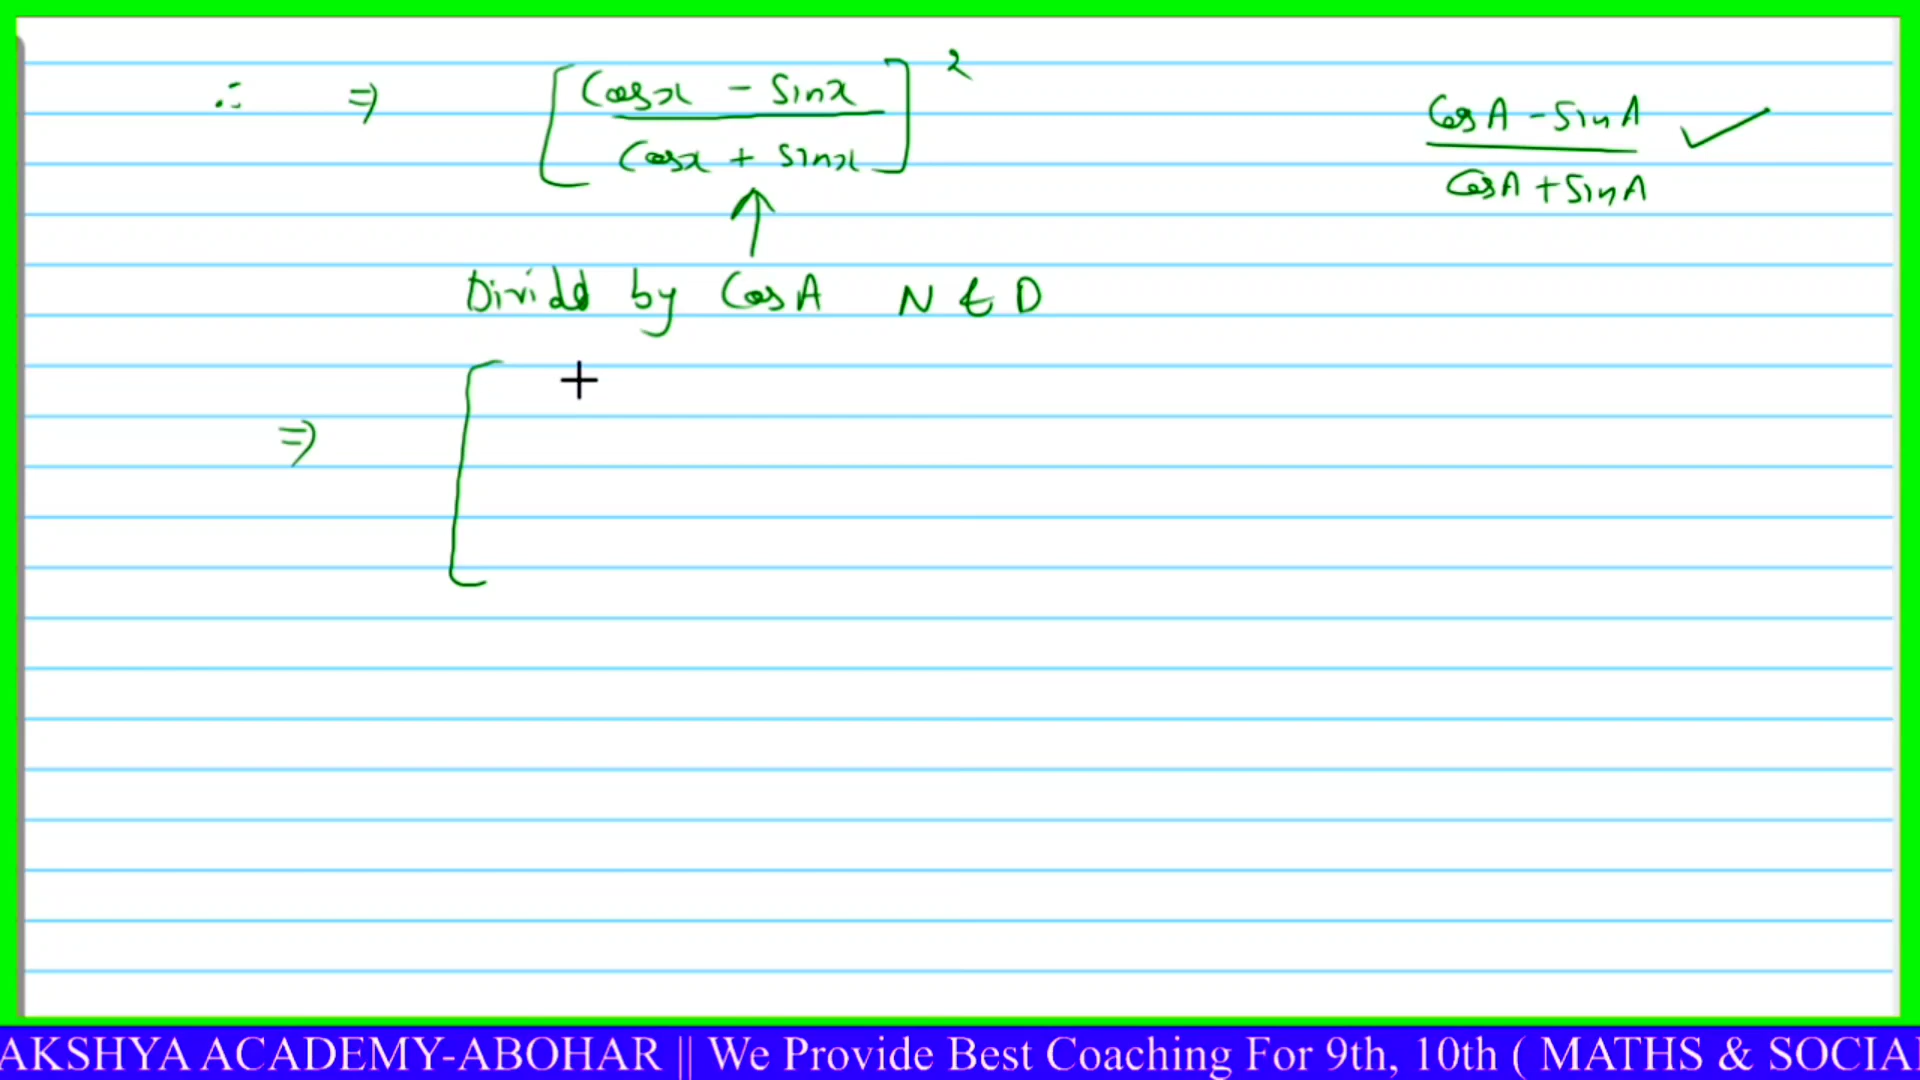 ∴ ⇒ [ (Cosx - Sinx) / (Cosx + Sinx) ]²
CosA - SinA ✓
CosA + SinA
Divided by CosA N & D
⇒ [
AKSHYA ACADEMY-ABOHAR || We Provide Best Coaching For 9th, 10th ( MATHS & SOCIA